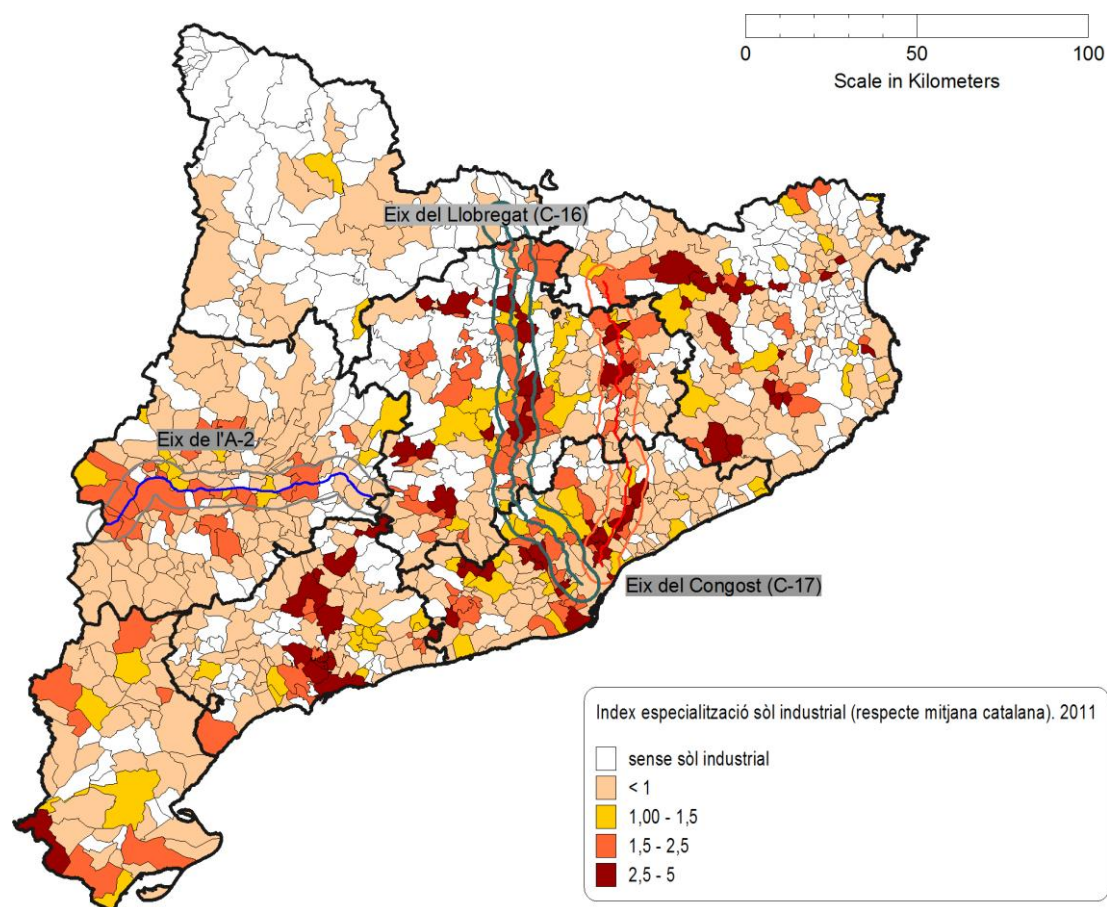 0 50 100
Scale in Kilometers
Eix del Llobregat (C-16)
Eix de l'A-2
Eix del Congost (C-17)
Index especialització sòl industrial (respecte mitjana catalana). 2011
sense sòl industrial
< 1
1,00 - 1,5
1,5 - 2,5
2,5 - 5